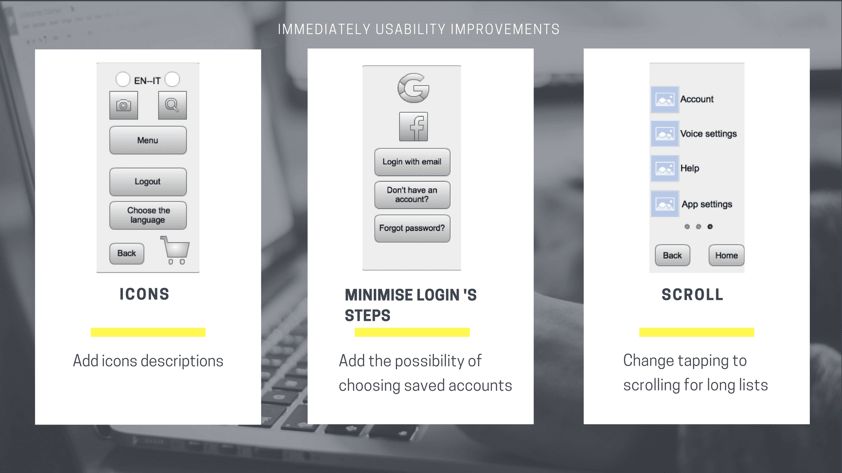 IMMEDIATELY USABILITY IMPROVEMENTS
EN--IT
Menu
Logout
Choose the
language
Back
ICONS
Add icons descriptions
G
f
Login with email
Don't have an
account?
Forgot password?
MINIMISE LOGIN 'S
STEPS
Add the possibility of
choosing saved accounts
Account
Voice settings
Help
App settings
Back
Home
SCROLL
Change tapping to
scrolling for long lists